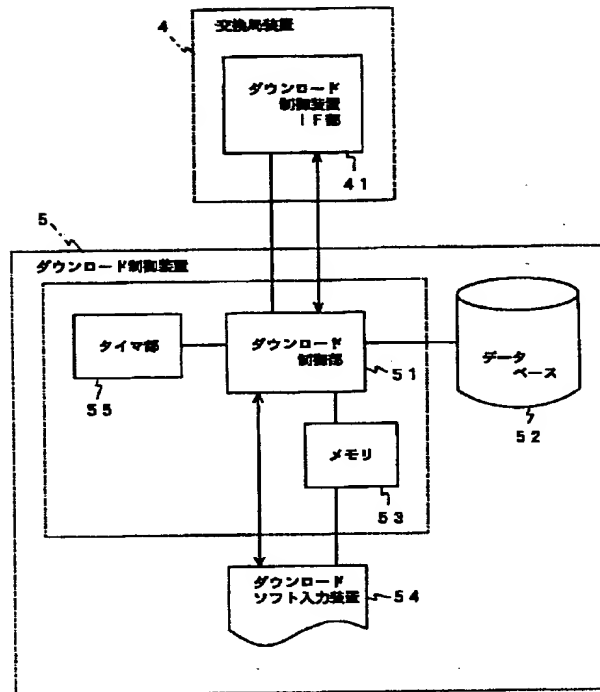 4
交換局装置
ダウンロード
制御装置
IF部
41
5
ダウンロード制御装置
タイマ部
55
ダウンロード
制御部
51
データ
ベース
52
メモリ
53
ダウンロード
ソフト入力装置
54